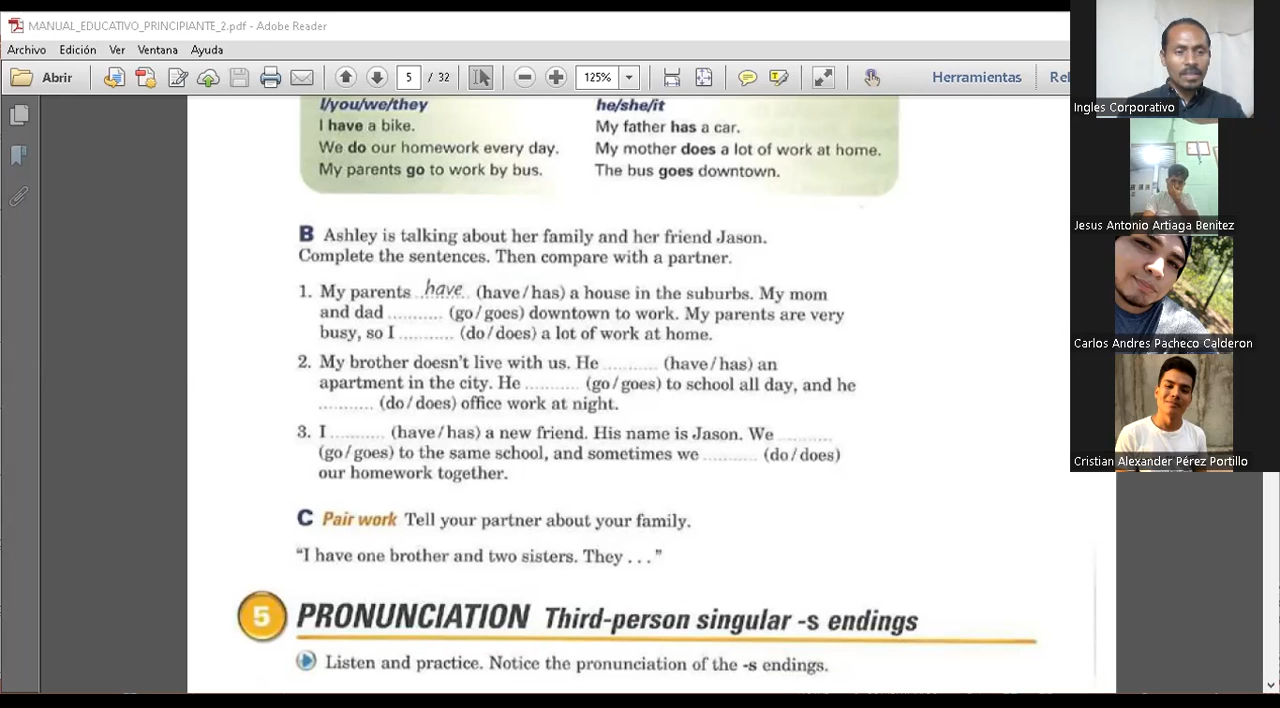 MANUAL_EDUCATIVO_PRINCIPIANTE_2.pdf - Adobe Reader
Archivo Edición Ver Ventana Ayuda
Abrir 5 / 32 125% Herramientas Rel
I/you/we/they he/she/it
I have a bike. My father has a car.
We do our homework every day. My mother does a lot of work at home.
My parents go to work by bus. The bus goes downtown.
B Ashley is talking about her family and her friend Jason.
Complete the sentences. Then compare with a partner.
1. My parents have (have/has) a house in the suburbs. My mom
and dad .......... (go/goes) downtown to work. My parents are very
busy, so I .......... (do/does) a lot of work at home.
2. My brother doesn't live with us. He .......... (have/has) an
apartment in the city. He .......... (go/goes) to school all day, and he
.......... (do/does) office work at night.
3. I .......... (have/has) a new friend. His name is Jason. We ..........
(go/goes) to the same school, and sometimes we .......... (do/does)
our homework together.
C Pair work Tell your partner about your family.
"I have one brother and two sisters. They . . . "
5 PRONUNCIATION Third-person singular -s endings
Listen and practice. Notice the pronunciation of the -s endings.
Ingles Corporativo
Jesus Antonio Artiaga Benitez
Carlos Andres Pacheco Calderon
Cristian Alexander Pérez Portillo